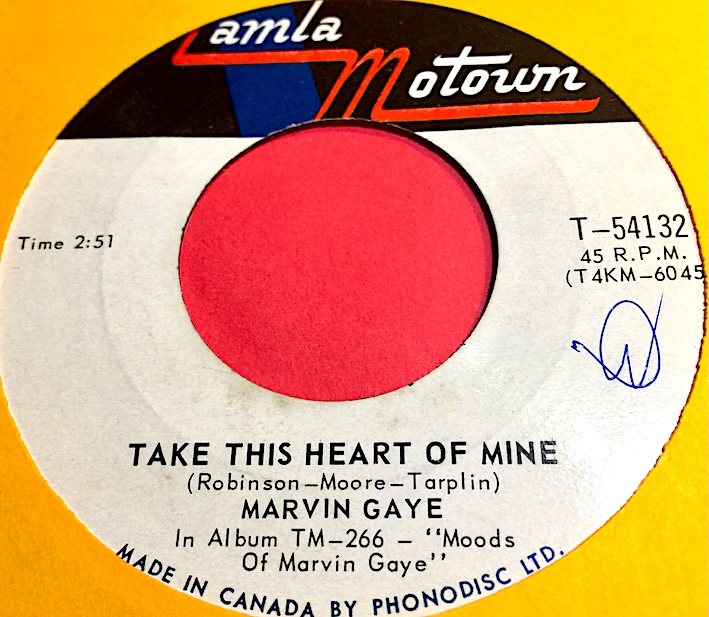 amla
Motown
Time 2:51
T-54132
45 R.P.M.
(T4KM-6045
TAKE THIS HEART OF MINE
(Robinson-Moore-Tarplin)
MARVIN GAYE
In Album TM-266 - "Moods
Of Marvin Gaye"
MADE IN CANADA BY PHONODISC LTD.